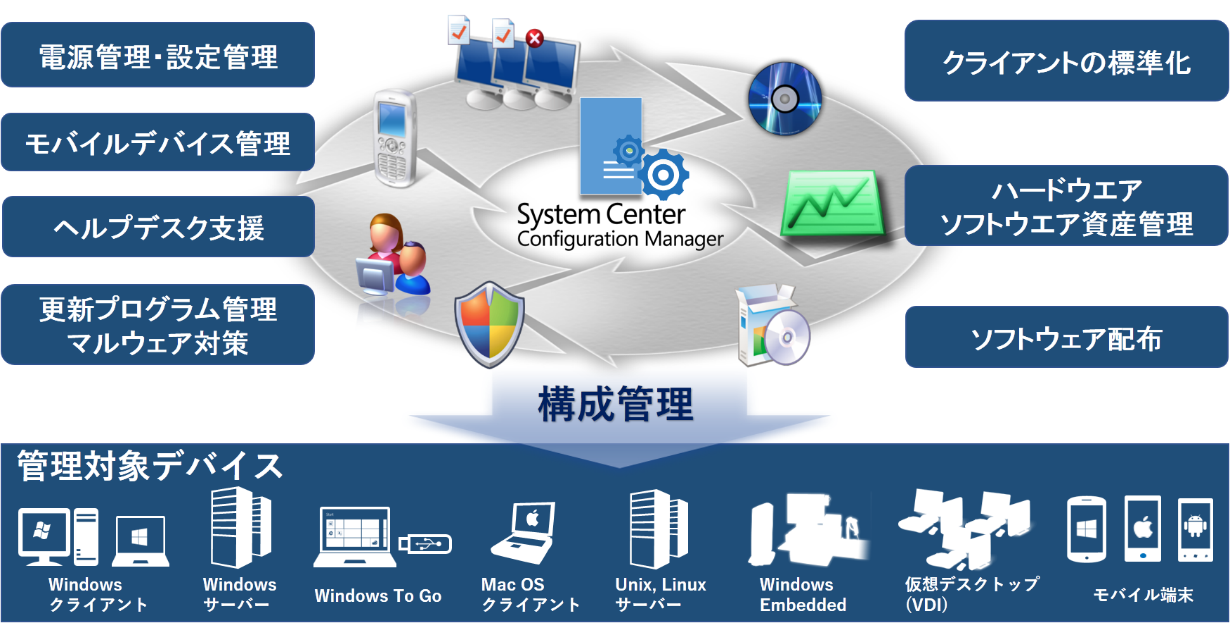 電源管理・設定管理
モバイルデバイス管理
ヘルプデスク支援
更新プログラム管理
マルウェア対策
クライアントの標準化
ハードウエア
ソフトウエア資産管理
ソフトウェア配布
System Center
Configuration Manager
構成管理
管理対象デバイス
Windows
クライアント
Windows
サーバー
Windows To Go
Mac OS
クライアント
Unix, Linux
サーバー
Windows
Embedded
仮想デスクトップ
(VDI)
モバイル端末